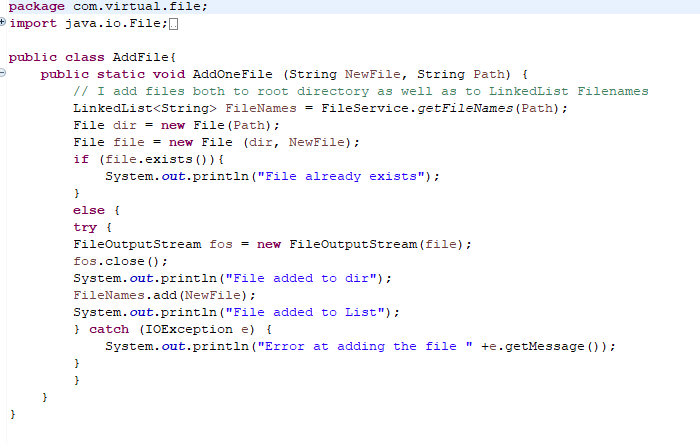 package com.virtual.file;
import java.io.File;

public class AddFile{
    public static void AddOneFile (String NewFile, String Path) {
        // I add files both to root directory as well as to LinkedList Filenames
        LinkedList<String> FileNames = FileService.getFileNames(Path);
        File dir = new File(Path);
        File file = new File (dir, NewFile);
        if (file.exists()){
            System.out.println("File already exists");
        }
        else {
        try {
        FileOutputStream fos = new FileOutputStream(file);
        fos.close();
        System.out.println("File added to dir");
        FileNames.add(NewFile);
        System.out.println("File added to List");
        } catch (IOException e) {
            System.out.println("Error at adding the file " +e.getMessage());
        }
        }
    }
}